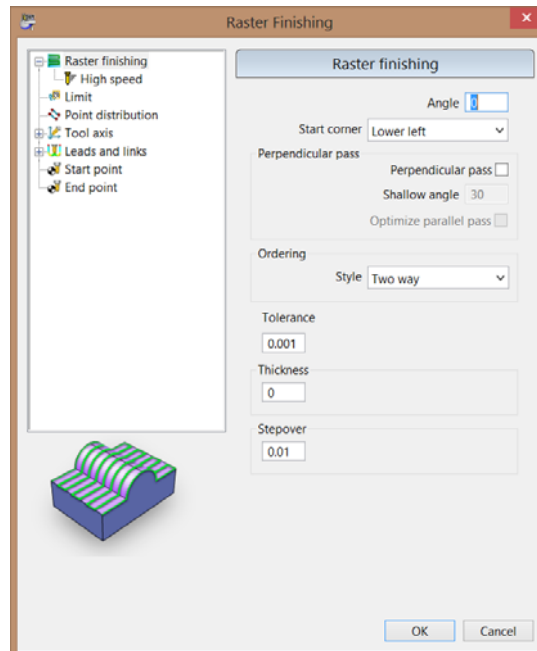 Raster Finishing
×
Raster finishing
High speed
Limit
Point distribution
Tool axis
Leads and links
Start point
End point
Raster finishing
Angle 0
Start corner Lower left
Perpendicular pass
Perpendicular pass
Shallow angle 30
Optimize parallel pass
Ordering
Style Two way
Tolerance
0.001
Thickness
0
Stepover
0.01
OK Cancel